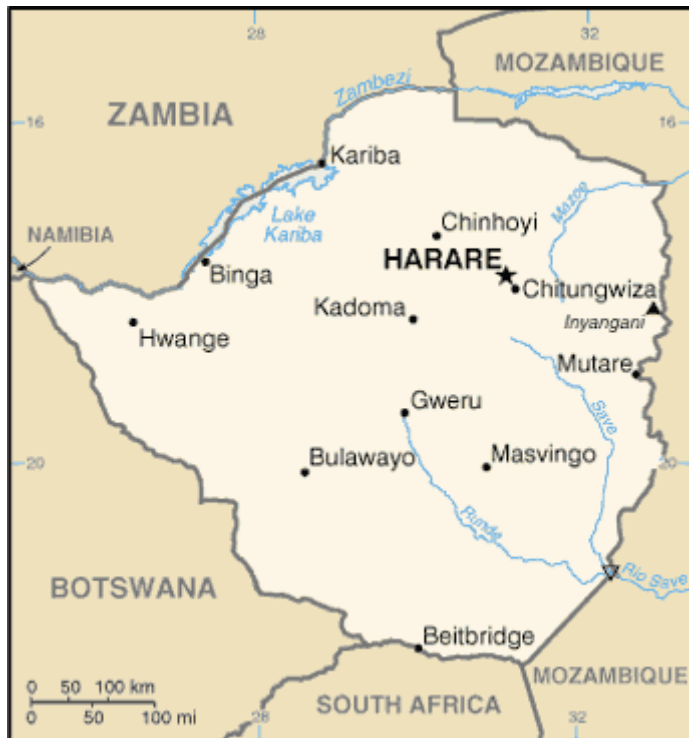 28
32
MOZAMBIQUE
Zambezi
ZAMBIA
16
16
Kariba
Lake
Kariba
Mazoe
Chinhoyi
NAMIBIA
HARARE
Binga
Chitungwiza
Kadoma
Inyangani
Hwange
Mutare
Gweru
Save
Bulawayo
Masvingo
20
20
Runde
Rio Save
BOTSWANA
Beitbridge
MOZAMBIQUE
0 50 100 km
0 50 100 mi
SOUTH AFRICA
28
32